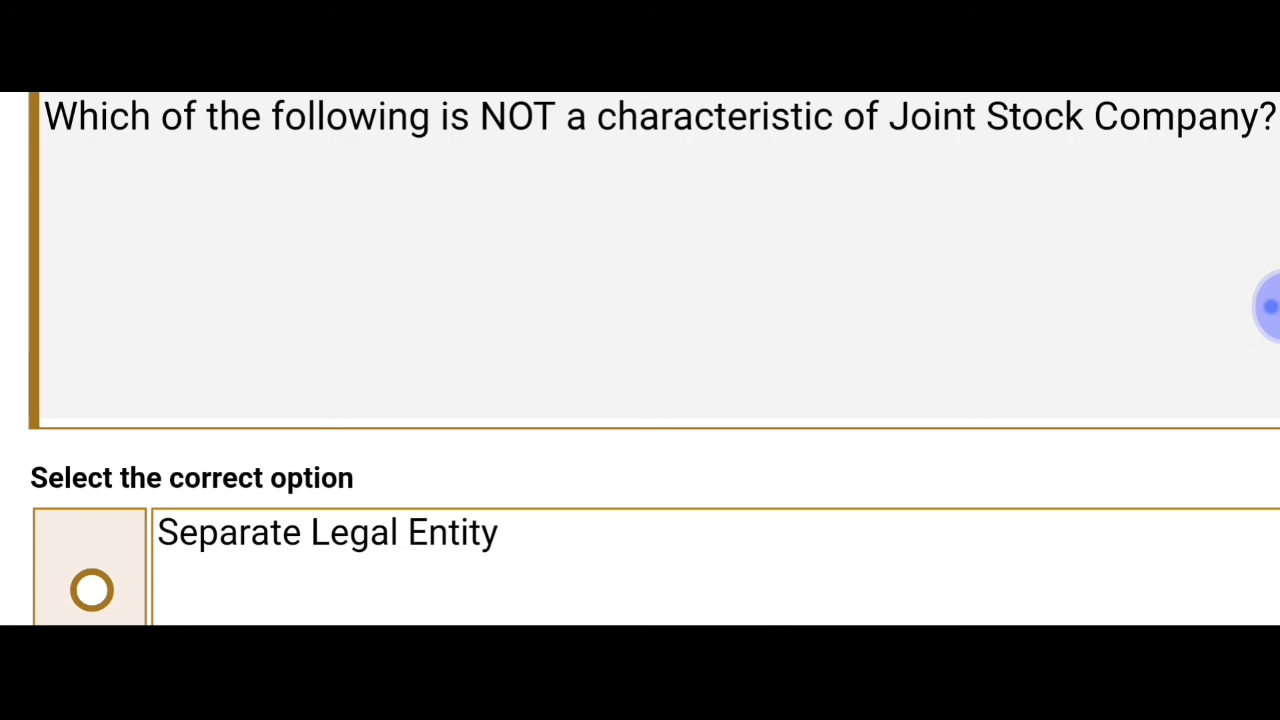 Which of the following is NOT a characteristic of Joint Stock Company?
Select the correct option
Separate Legal Entity